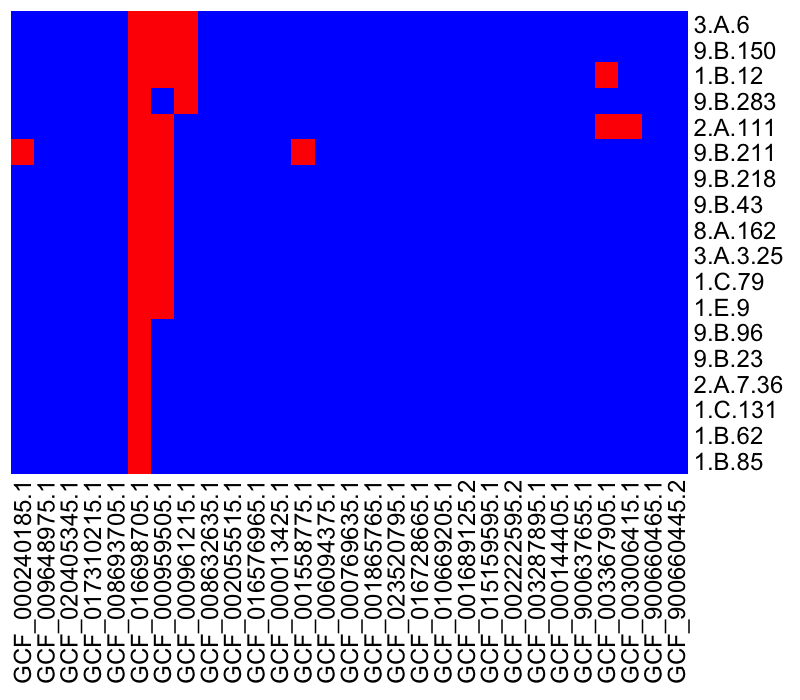 3.A.6
9.B.150
1.B.12
9.B.283
2.A.111
9.B.211
9.B.218
9.B.43
8.A.162
3.A.3.25
1.C.79
1.E.9
9.B.96
9.B.23
2.A.7.36
1.C.131
1.B.62
1.B.85
GCF_000240185.1
GCF_009648975.1
GCF_020405345.1
GCF_017310215.1
GCF_008693705.1
GCF_016698705.1
GCF_000959505.1
GCF_000961215.1
GCF_008632635.1
GCF_002055515.1
GCF_016576965.1
GCF_000013425.1
GCF_001558775.1
GCF_006094375.1
GCF_000769635.1
GCF_001865765.1
GCF_023520795.1
GCF_016728665.1
GCF_010669205.1
GCF_001689125.2
GCF_015159595.1
GCF_002222595.2
GCF_003287895.1
GCF_000144405.1
GCF_900637655.1
GCF_003367905.1
GCF_003006415.1
GCF_900660465.1
GCF_900660445.2